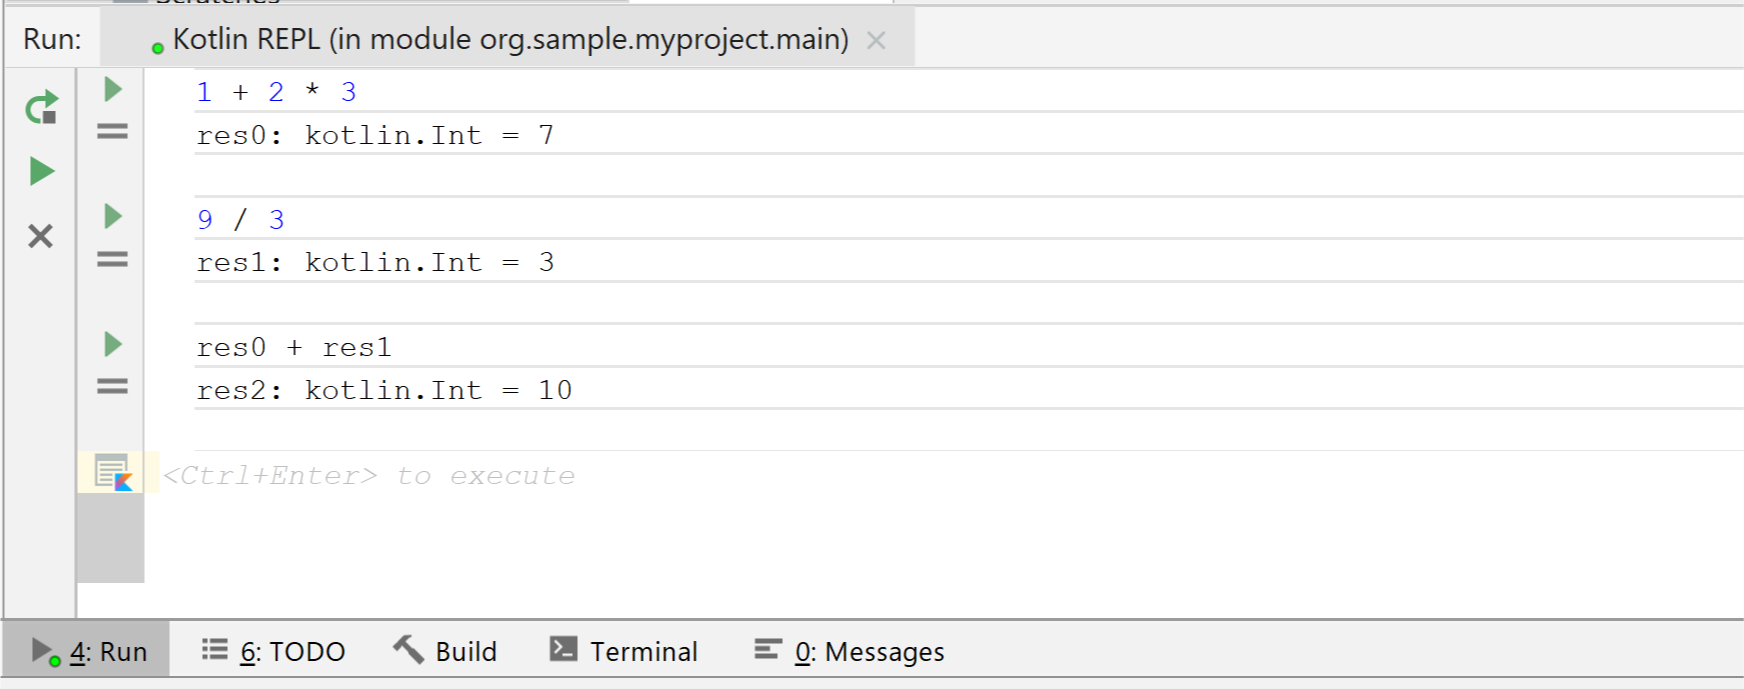 Scratches
Run: Kotlin REPL (in module org.sample.myproject.main)
1 + 2 * 3
res0: kotlin.Int = 7
9 / 3
res1: kotlin.Int = 3
res0 + res1
res2: kotlin.Int = 10
<Ctrl+Enter> to execute
4: Run 6: TODO Build Terminal 0: Messages